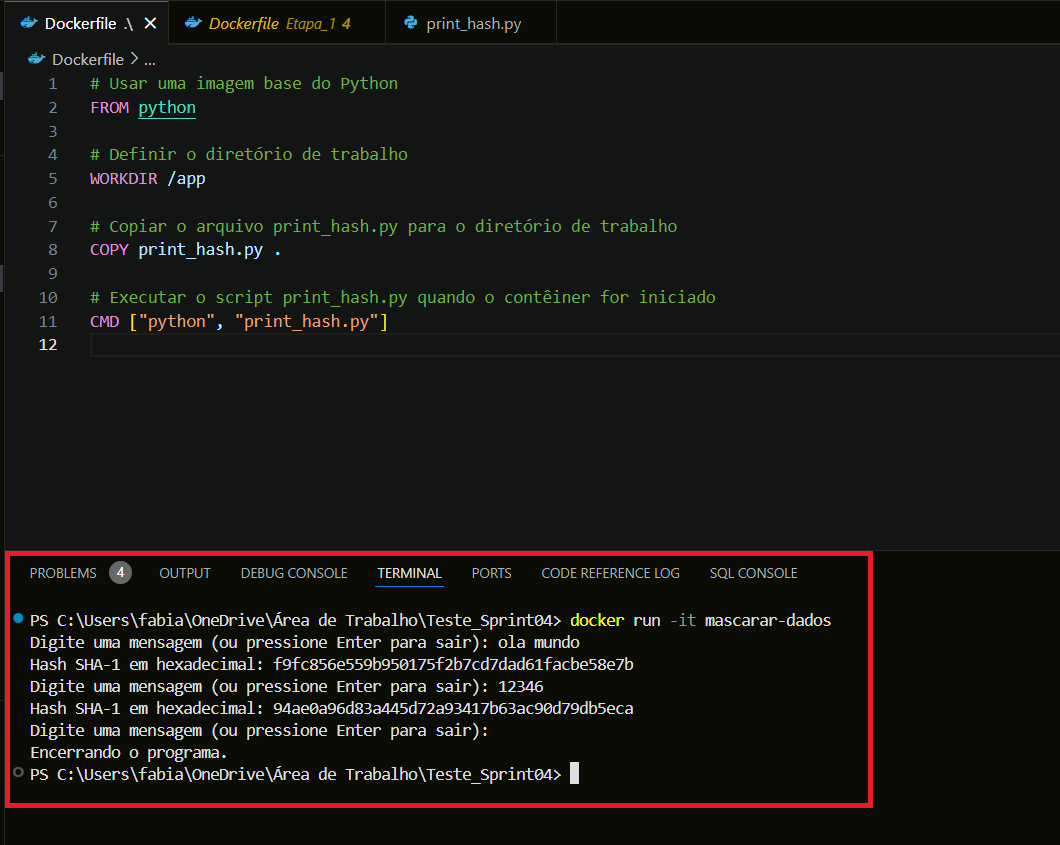 Dockerfile .\ Dockerfile Etapa_1 4 print_hash.py
Dockerfile > ...
1 # Usar uma imagem base do Python
2 FROM python
3
4 # Definir o diretório de trabalho
5 WORKDIR /app
6
7 # Copiar o arquivo print_hash.py para o diretório de trabalho
8 COPY print_hash.py .
9
10 # Executar o script print_hash.py quando o contêiner for iniciado
11 CMD ["python", "print_hash.py"]
12
PROBLEMS 4 OUTPUT DEBUG CONSOLE TERMINAL PORTS CODE REFERENCE LOG SQL CONSOLE
PS C:\Users\fabia\OneDrive\Área de Trabalho\Teste_Sprint04> docker run -it mascarar-dados
Digite uma mensagem (ou pressione Enter para sair): ola mundo
Hash SHA-1 em hexadecimal: f9fc856e559b950175f2b7cd7dad61facbe58e7b
Digite uma mensagem (ou pressione Enter para sair): 12346
Hash SHA-1 em hexadecimal: 94ae0a96d83a445d72a93417b63ac90d79db5eca
Digite uma mensagem (ou pressione Enter para sair):
Encerrando o programa.
PS C:\Users\fabia\OneDrive\Área de Trabalho\Teste_Sprint04>